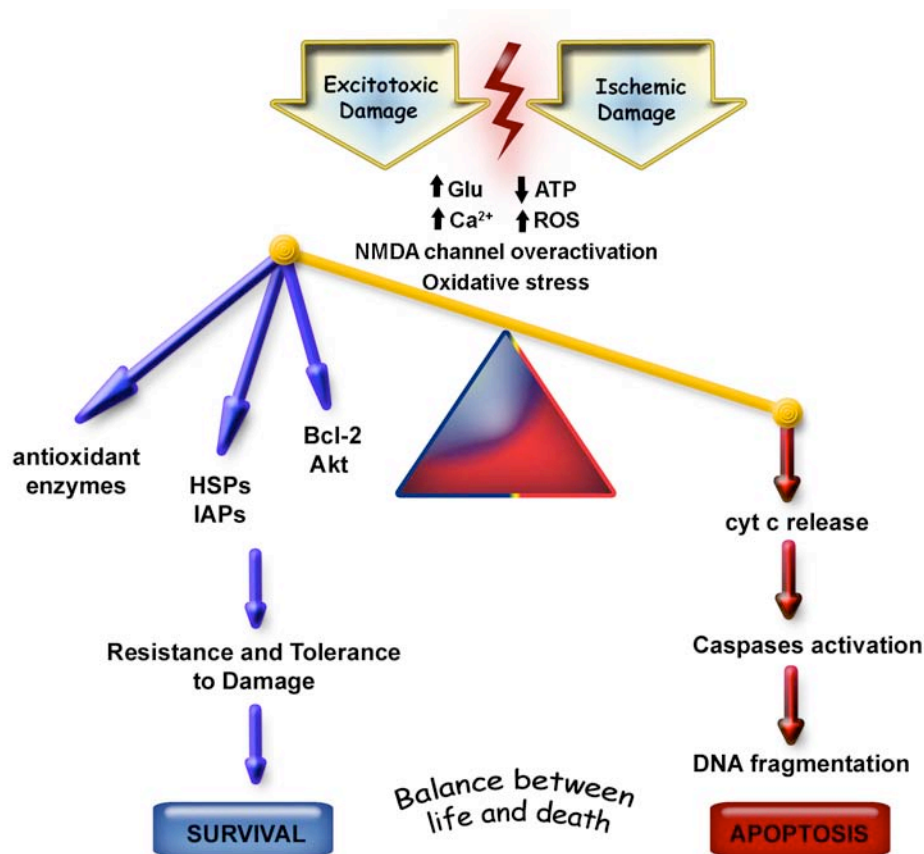 Excitotoxic
Damage
Ischemic
Damage
⬆Glu ⬇ATP
⬆Ca²⁺ ⬆ROS
NMDA channel overactivation
Oxidative stress
antioxidant
enzymes
HSPs
IAPs
Bcl-2
Akt
Resistance and Tolerance
to Damage
SURVIVAL
cyt c release
Caspases activation
DNA fragmentation
APOPTOSIS
Balance between
life and death